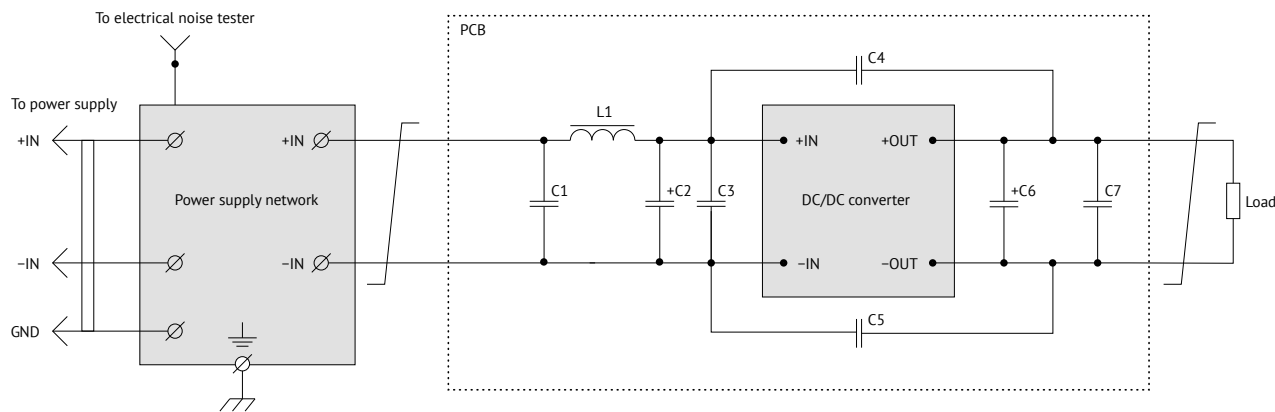 To electrical noise tester
PCB
C4
To power supply
L1
+IN
+IN
+IN
+OUT
C1
+C2
C3
Power supply network
DC/DC converter
+C6
C7
Load
−IN
−IN
−IN
−OUT
GND
C5